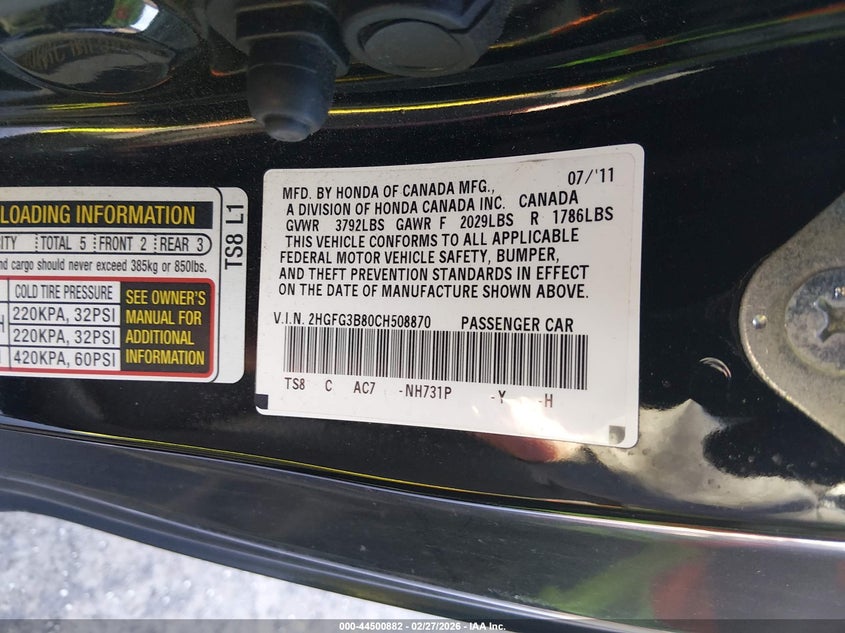 LOADING INFORMATION
TOTAL 5 FRONT 2 REAR 3
and cargo should never exceed 385kg or 850lbs.
COLD TIRE PRESSURE
220KPA, 32PSI
220KPA, 32PSI
420KPA, 60PSI
SEE OWNER'S
MANUAL FOR
ADDITIONAL
INFORMATION
TS8 L1
MFD. BY HONDA OF CANADA MFG., 07/'11
A DIVISION OF HONDA CANADA INC. CANADA
GVWR 3792LBS GAWR F 2029LBS R 1786LBS
THIS VEHICLE CONFORMS TO ALL APPLICABLE
FEDERAL MOTOR VEHICLE SAFETY, BUMPER,
AND THEFT PREVENTION STANDARDS IN EFFECT
ON THE DATE OF MANUFACTURE SHOWN ABOVE.
V.I.N. 2HGFG3B80CH508870 PASSENGER CAR
TS8 C AC7 -NH731P -Y -H
000-44500882 - 02/27/2026 - IAA Inc.